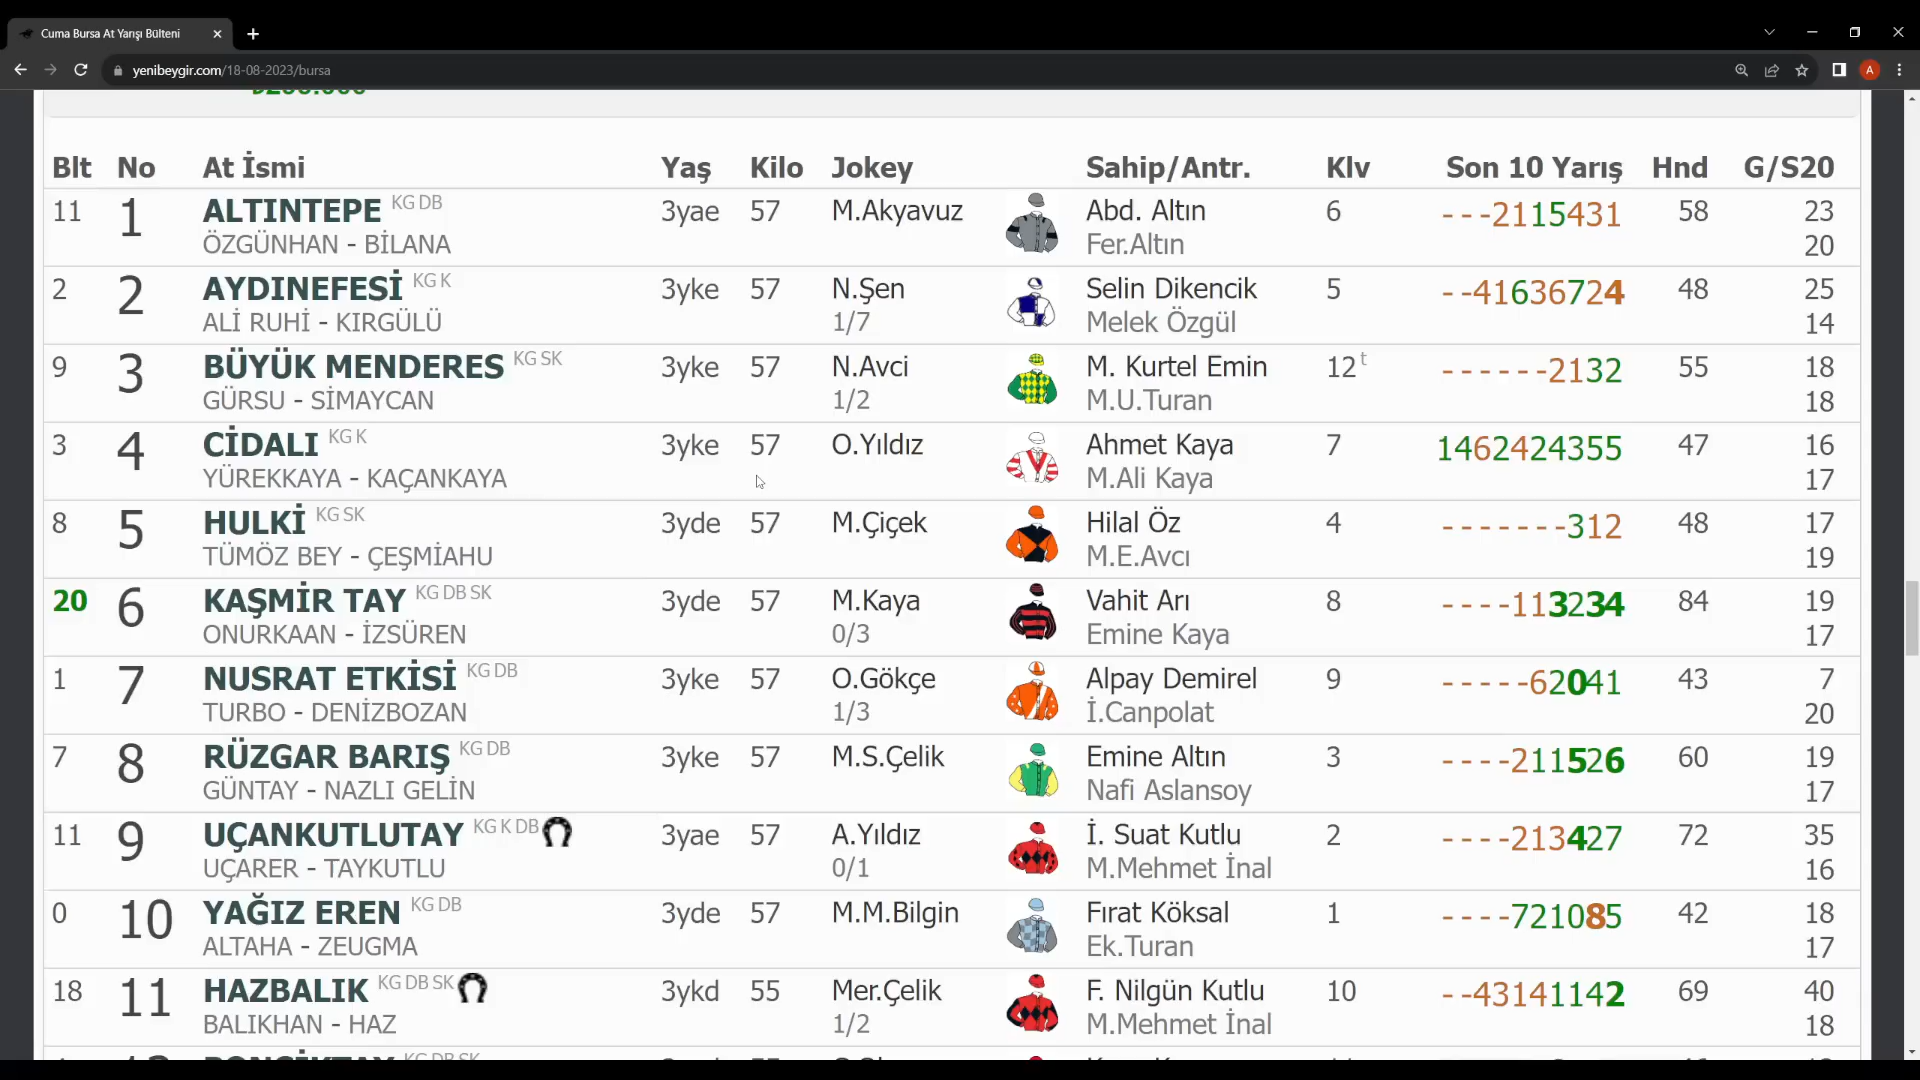 Cuma Bursa At Yarışı Bülteni
yenibeygir.com/18-08-2023/bursa
A
Blt No At İsmi Yaş Kilo Jokey Sahip/Antr. Klv Son 10 Yarış Hnd G/S20
11 1 ALTINTEPE KG DB 3yae 57 M.Akyavuz Abd. Altın 6 ---2115431 58 23
ÖZGÜNHAN - BİLANA Fer.Altın 20
2 2 AYDINEFESİ KG K 3yke 57 N.Şen Selin Dikencik 5 --41636724 48 25
ALİ RUHİ - KIRGÜLÜ 1/7 Melek Özgül 14
9 3 BÜYÜK MENDERES KG SK 3yke 57 N.Avci M. Kurtel Emin 12 t ------2132 55 18
GÜRSU - SİMAYCAN 1/2 M.U.Turan 18
3 4 CİDALI KG K 3yke 57 O.Yıldız Ahmet Kaya 7 1462424355 47 16
YÜREKKAYA - KAÇANKAYA M.Ali Kaya 17
8 5 HULKİ KG SK 3yde 57 M.Çiçek Hilal Öz 4 -------312 48 17
TÜMÖZ BEY - ÇEŞMİAHU M.E.Avcı 19
20 6 KAŞMİR TAY KG DB SK 3yde 57 M.Kaya Vahit Arı 8 ----113234 84 19
ONURKAAN - İZSÜREN 0/3 Emine Kaya 17
1 7 NUSRAT ETKİSİ KG DB 3yke 57 O.Gökçe Alpay Demirel 9 -----62041 43 7
TURBO - DENİZBOZAN 1/3 İ.Canpolat 20
7 8 RÜZGAR BARIŞ KG DB 3yke 57 M.S.Çelik Emine Altın 3 ----211526 60 19
GÜNTAY - NAZLI GELİN Nafi Aslansoy 17
11 9 UÇANKUTLUTAY KG K DB 3yae 57 A.Yıldız İ. Suat Kutlu 2 ----213427 72 35
UÇARER - TAYKUTLU 0/1 M.Mehmet İnal 16
0 10 YAĞIZ EREN KG DB 3yde 57 M.M.Bilgin Fırat Köksal 1 ----721085 42 18
ALTAHA - ZEUGMA Ek.Turan 17
18 11 HAZBALIK KG DB SK 3ykd 55 Mer.Çelik F. Nilgün Kutlu 10 --43141142 69 40
BALIKHAN - HAZ 1/2 M.Mehmet İnal 18